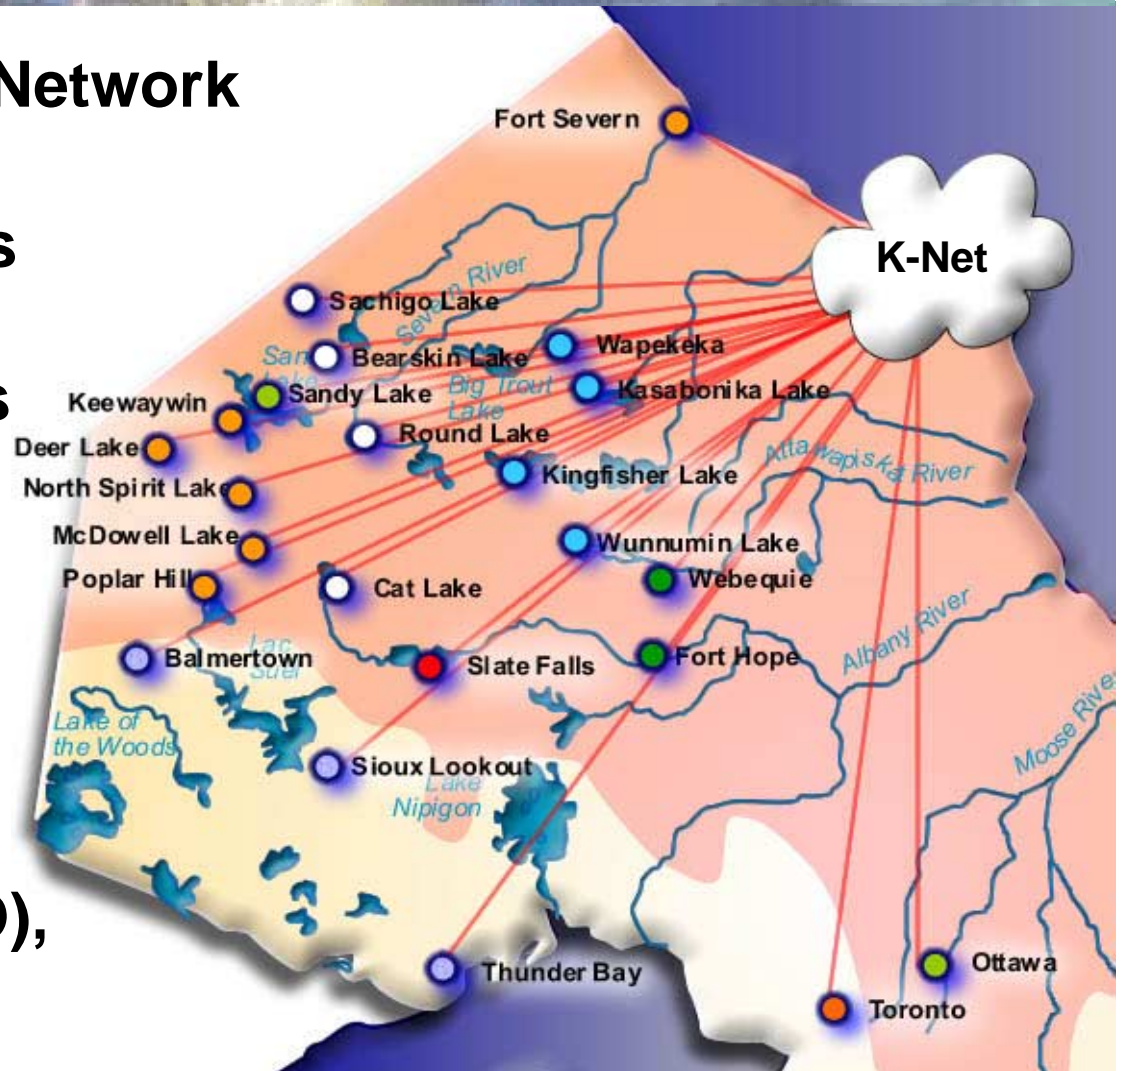 Network
s
s
),
Fort Severn
K-Net
Severn River
Sachigo Lake
Wapekeka
Bearskin Lake
Big Trout
Lake
Kasabonika Lake
Sandy Lake
Keewaywin
Round Lake
Deer Lake
Attawapiskat River
Kingfisher Lake
North Spirit Lake
McDowell Lake
Wunnumin Lake
Poplar Hill
Cat Lake
Webequie
Albany River
Lac
Balmertown
Slate Falls
Fort Hope
Lake of
the Woods
Moose River
Sioux Lookout
Lake
Nipigon
Thunder Bay
Ottawa
Toronto